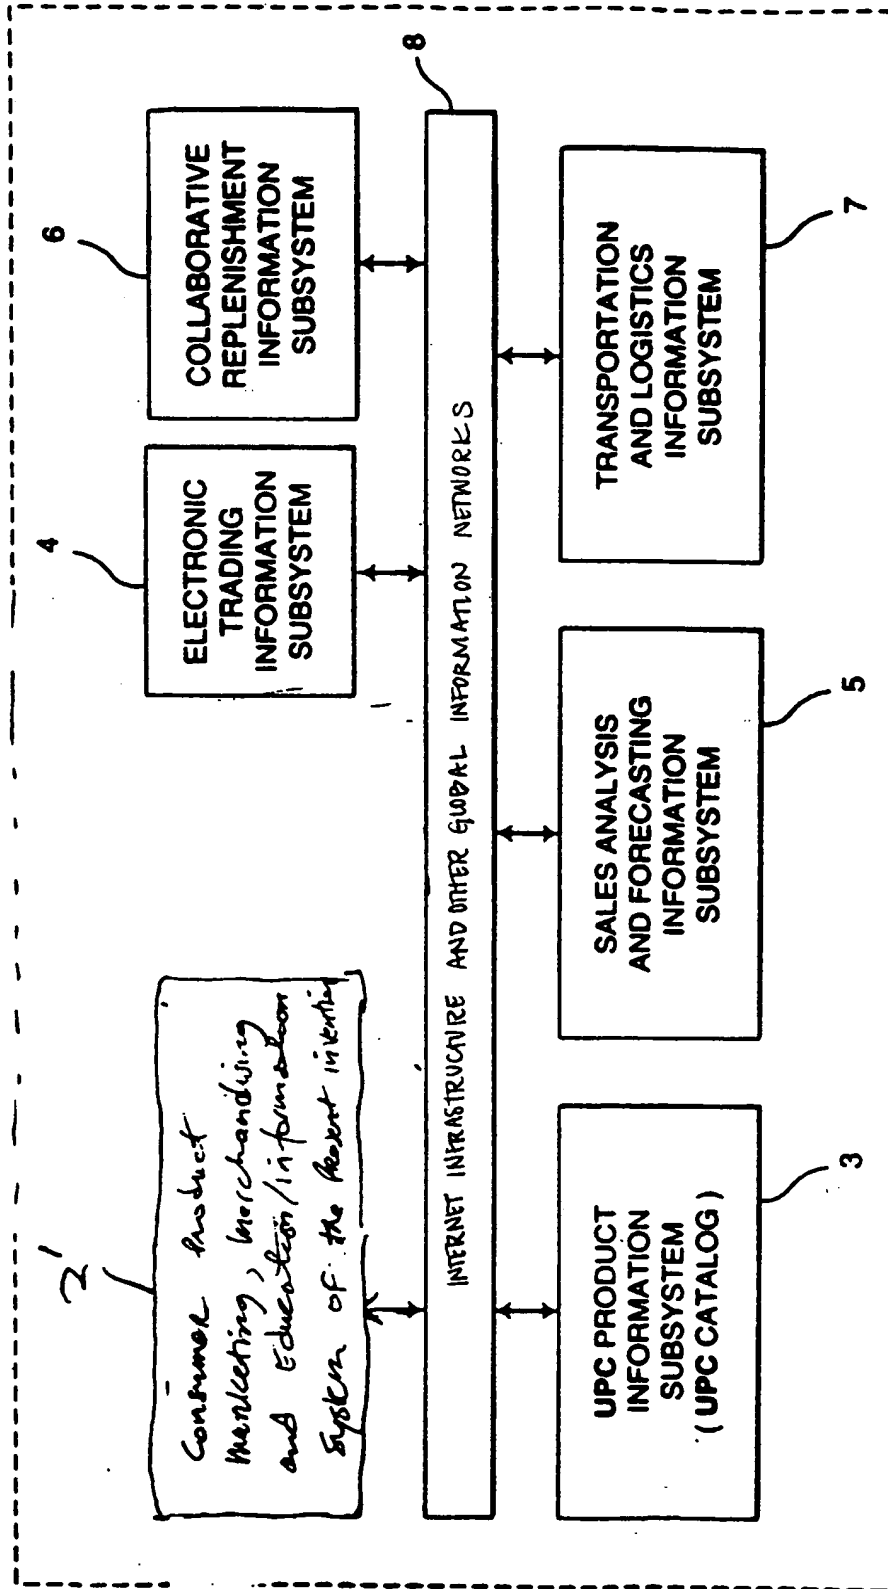 2'
Consumer Product
Marketing, Merchandising
and Education/information
System of the Present invention
4
ELECTRONIC
TRADING
INFORMATION
SUBSYSTEM
6
COLLABORATIVE
REPLENISHMENT
INFORMATION
SUBSYSTEM
8
INTERNET INFRASTRUCTURE AND OTHER GLOBAL INFORMATION NETWORKS
UPC PRODUCT
INFORMATION
SUBSYSTEM
(UPC CATALOG)
3
SALES ANALYSIS
AND FORECASTING
INFORMATION
SUBSYSTEM
5
TRANSPORTATION
AND LOGISTICS
INFORMATION
SUBSYSTEM
7